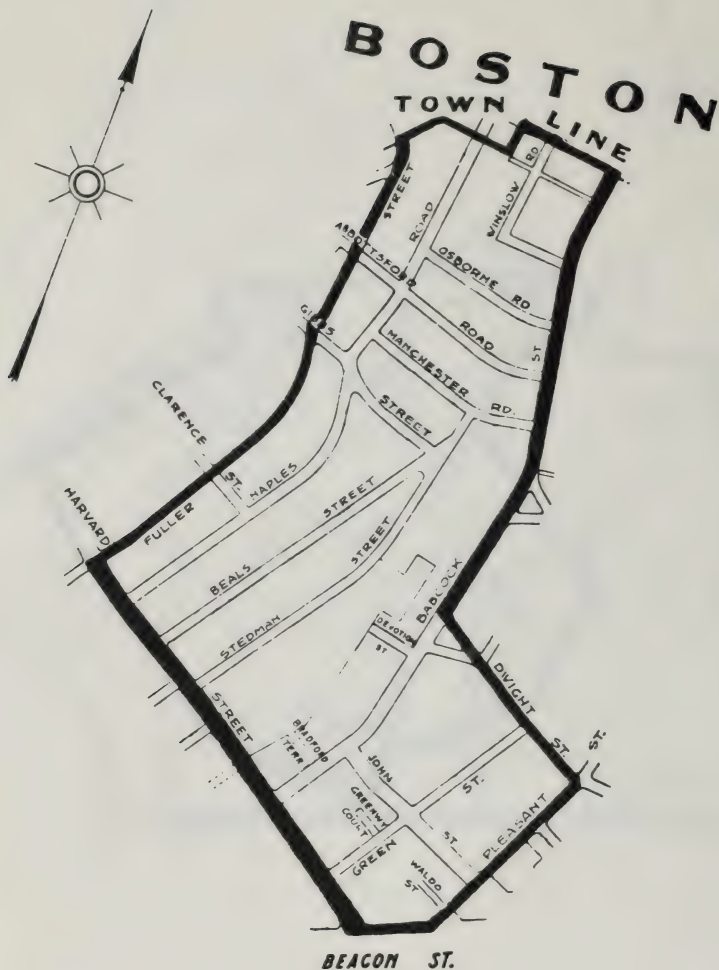 BOSTON
TOWN LINE
STREET
ROAD
WINSLOW RD
ABBOTTSFORD ROAD
OSBORNE RD
GIBBS STREET
MANCHESTER RD.
ST
CLARENCE ST.
NAPLES
HARVARD STREET
FULLER
BEALS STREET
STEDMAN STREET
BABCOCK
DEVOTION ST
DWIGHT ST.
ST.
BRADFORD TERR
JOHN ST.
GREENWY COURT
GREEN ST
PLEASANT
WALDO ST
BEACON ST.